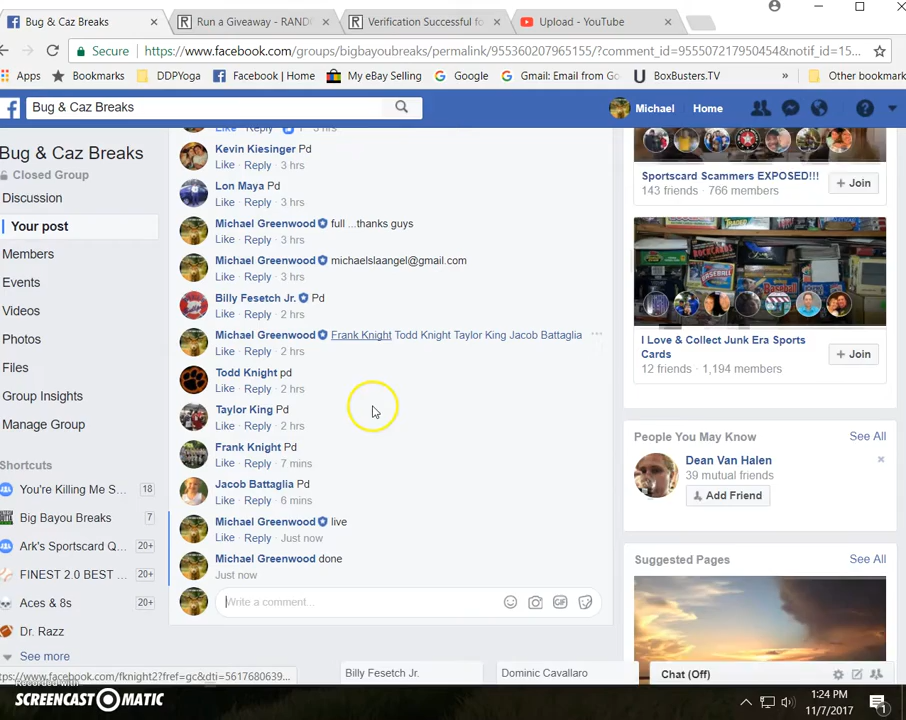 Bug & Caz Breaks
Run a Giveaway - RAND
Verification Successful fo
Upload - YouTube
Secure
https://www.facebook.com/groups/bigbayoubreaks/permalink/955360207965155/?comment_id=955507217950454&notif_id=15...
Apps
Bookmarks
DDPYoga
Facebook | Home
My eBay Selling
Google
Gmail: Email from Go
BoxBusters.TV
»
Other bookmark
Bug & Caz Breaks
Michael
Home
Bug & Caz Breaks
Closed Group
Discussion
Your post
Members
Events
Videos
Photos
Files
Group Insights
Manage Group
Shortcuts
You're Killing Me S... 18
Big Bayou Breaks 7
Ark's Sportscard Q... 20+
FINEST 2.0 BEST ... 20+
Aces & 8s 20+
Dr. Razz
See more
Like · Reply · 1 · 3 hrs
Kevin Kiesinger Pd
Like · Reply · 3 hrs
Lon Maya Pd
Like · Reply · 3 hrs
Michael Greenwood full ...thanks guys
Like · Reply · 3 hrs
Michael Greenwood michaelslaangel@gmail.com
Like · Reply · 3 hrs
Billy Fesetch Jr. Pd
Like · Reply · 2 hrs
Michael Greenwood Frank Knight Todd Knight Taylor King Jacob Battaglia
Like · Reply · 2 hrs
Todd Knight pd
Like · Reply · 2 hrs
Taylor King Pd
Like · Reply · 2 hrs
Frank Knight Pd
Like · Reply · 7 mins
Jacob Battaglia Pd
Like · Reply · 6 mins
Michael Greenwood live
Like · Reply · Just now
Michael Greenwood done
Just now
Write a comment...
Sportscard Scammers EXPOSED!!!
143 friends · 766 members
+ Join
I Love & Collect Junk Era Sports
Cards
12 friends · 1,194 members
+ Join
People You May Know
See All
Dean Van Halen
39 mutual friends
Add Friend
Suggested Pages
See All
ps://www.facebook.com/fknight2?fref=gc&dti=5617680639...
Billy Fesetch Jr.
Dominic Cavallaro
Chat (Off)
Recorded with
SCREENCAST MATIC
1:24 PM
11/7/2017
1